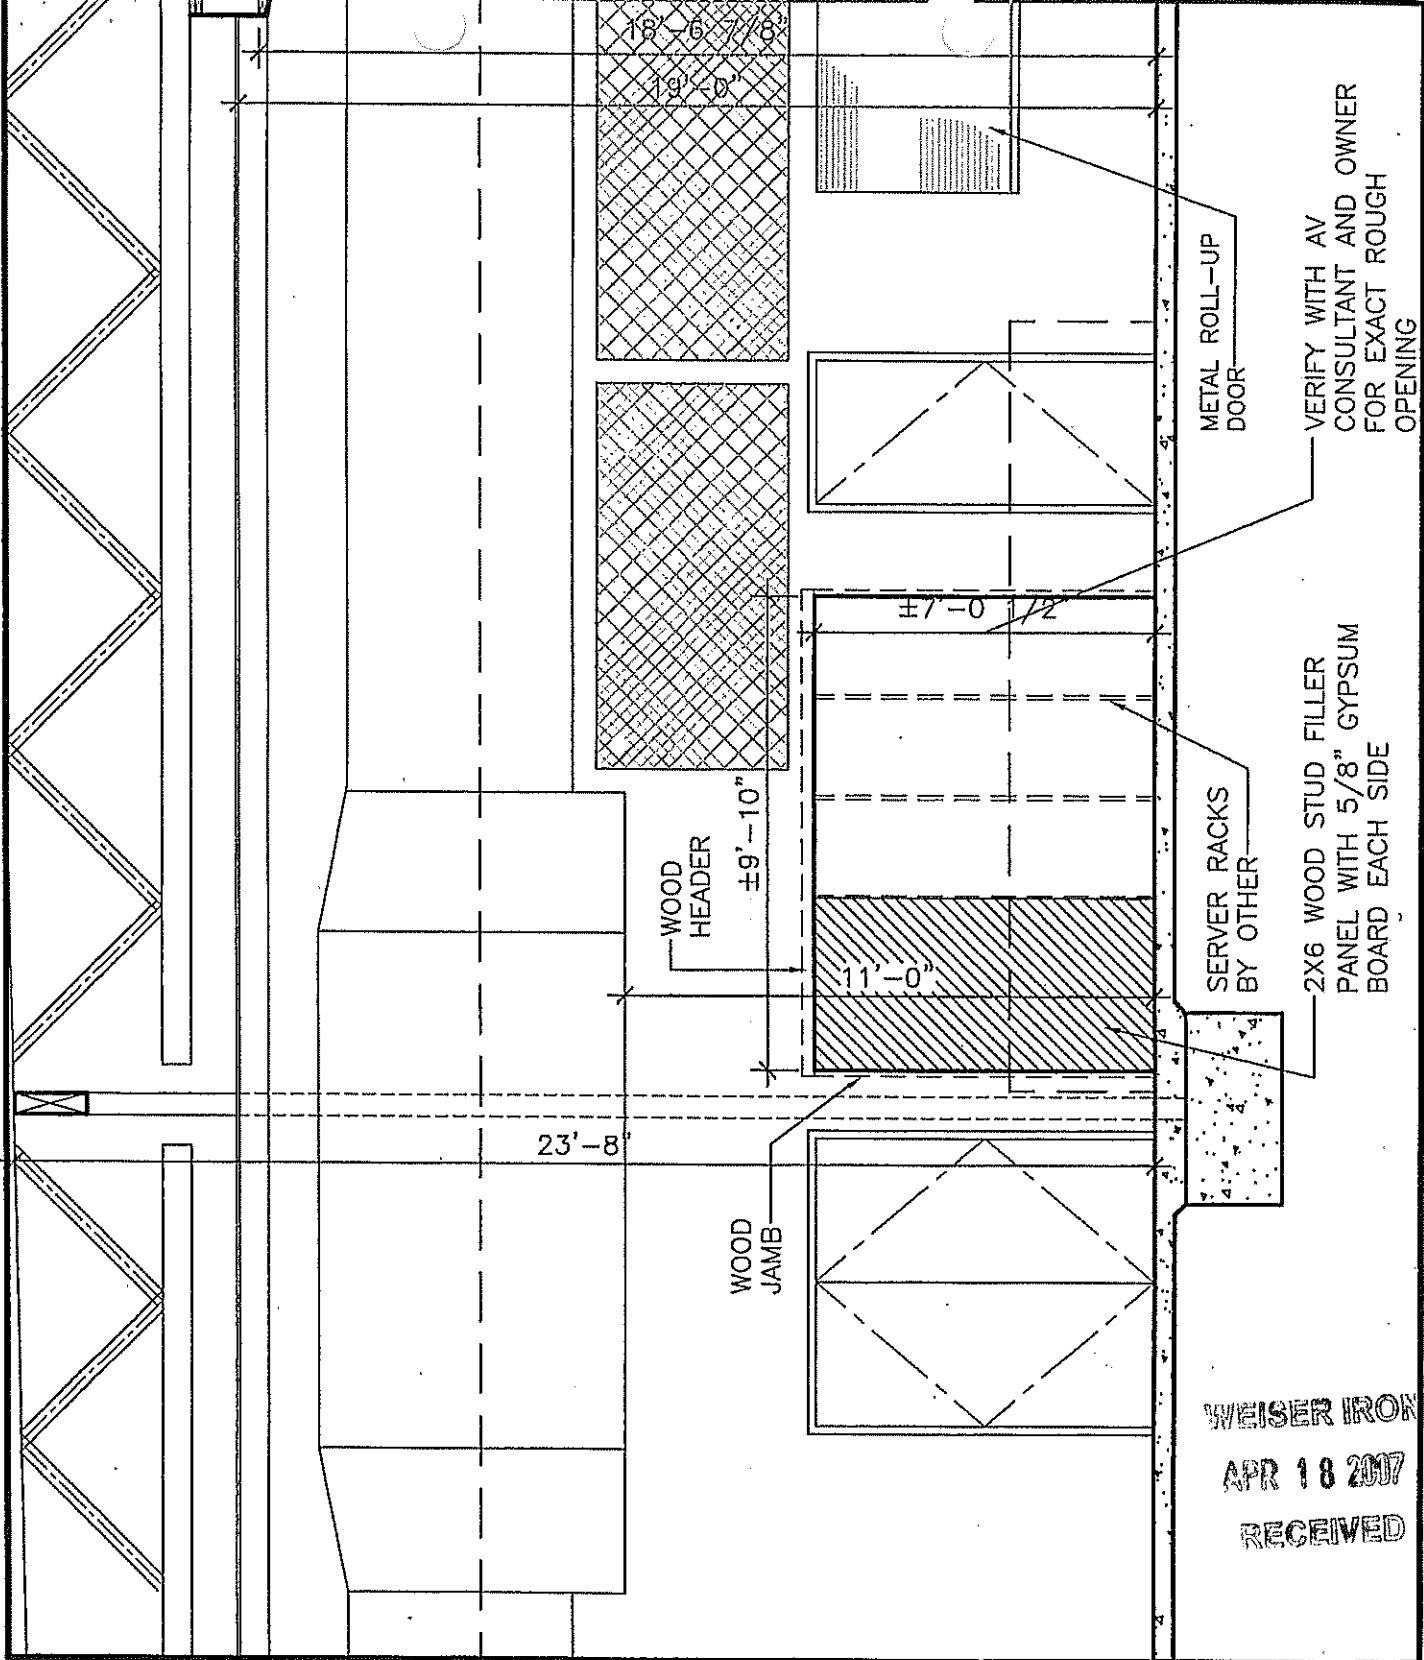 18'-6 7/8"
19'-0"
METAL ROLL-UP
DOOR
VERIFY WITH AV
CONSULTANT AND OWNER
FOR EXACT ROUGH
OPENING
±7'-0 1/2"
±9'-10"
WOOD
HEADER
11'-0"
SERVER RACKS
BY OTHER
2X6 WOOD STUD FILLER
PANEL WITH 5/8" GYPSUM
BOARD EACH SIDE
23'-8"
WOOD
JAMB
WEISER IRON
APR 18 2007
RECEIVED